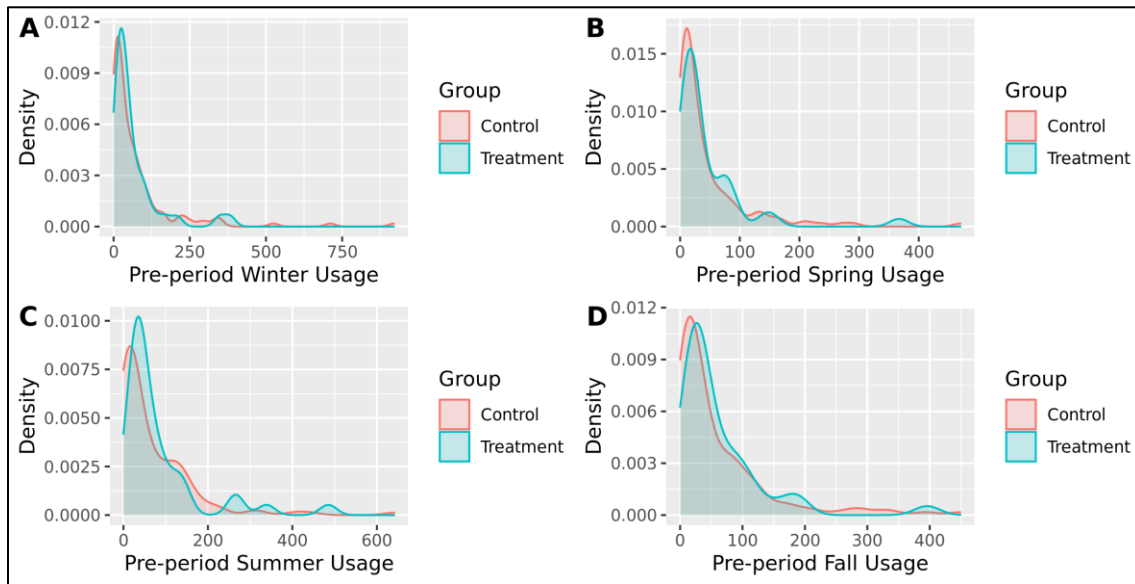 A
0.012
0.009
0.006
0.003
0.000
Density
0 250 500 750
Pre-period Winter Usage
Group
Control
Treatment
B
0.015
0.010
0.005
0.000
Density
0 100 200 300 400
Pre-period Spring Usage
Group
Control
Treatment
C
0.0100
0.0075
0.0050
0.0025
0.0000
Density
0 200 400 600
Pre-period Summer Usage
Group
Control
Treatment
D
0.012
0.009
0.006
0.003
0.000
Density
0 100 200 300 400
Pre-period Fall Usage
Group
Control
Treatment